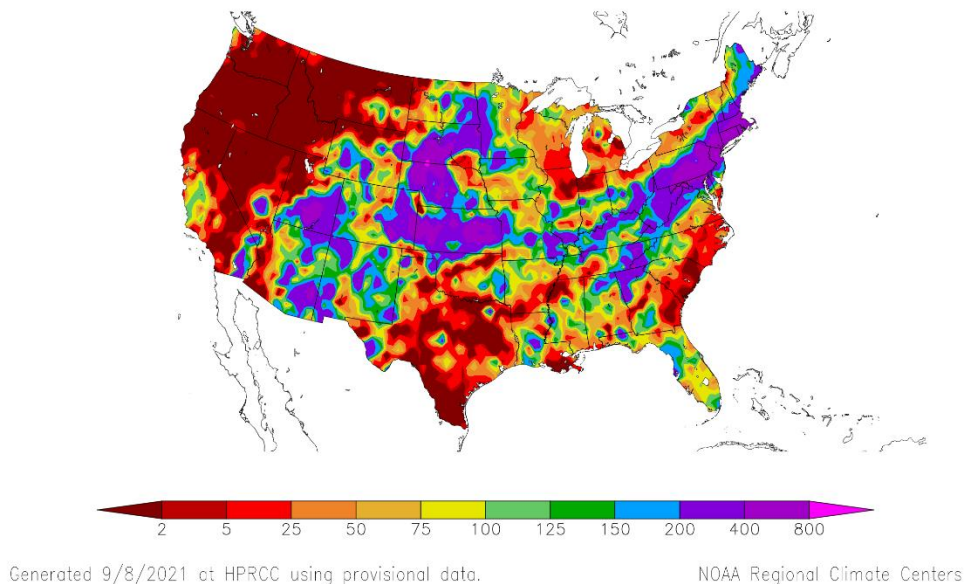 2 5 25 50 75 100 125 150 200 400 800
Generated 9/8/2021 at HPRCC using provisional data. NOAA Regional Climate Centers